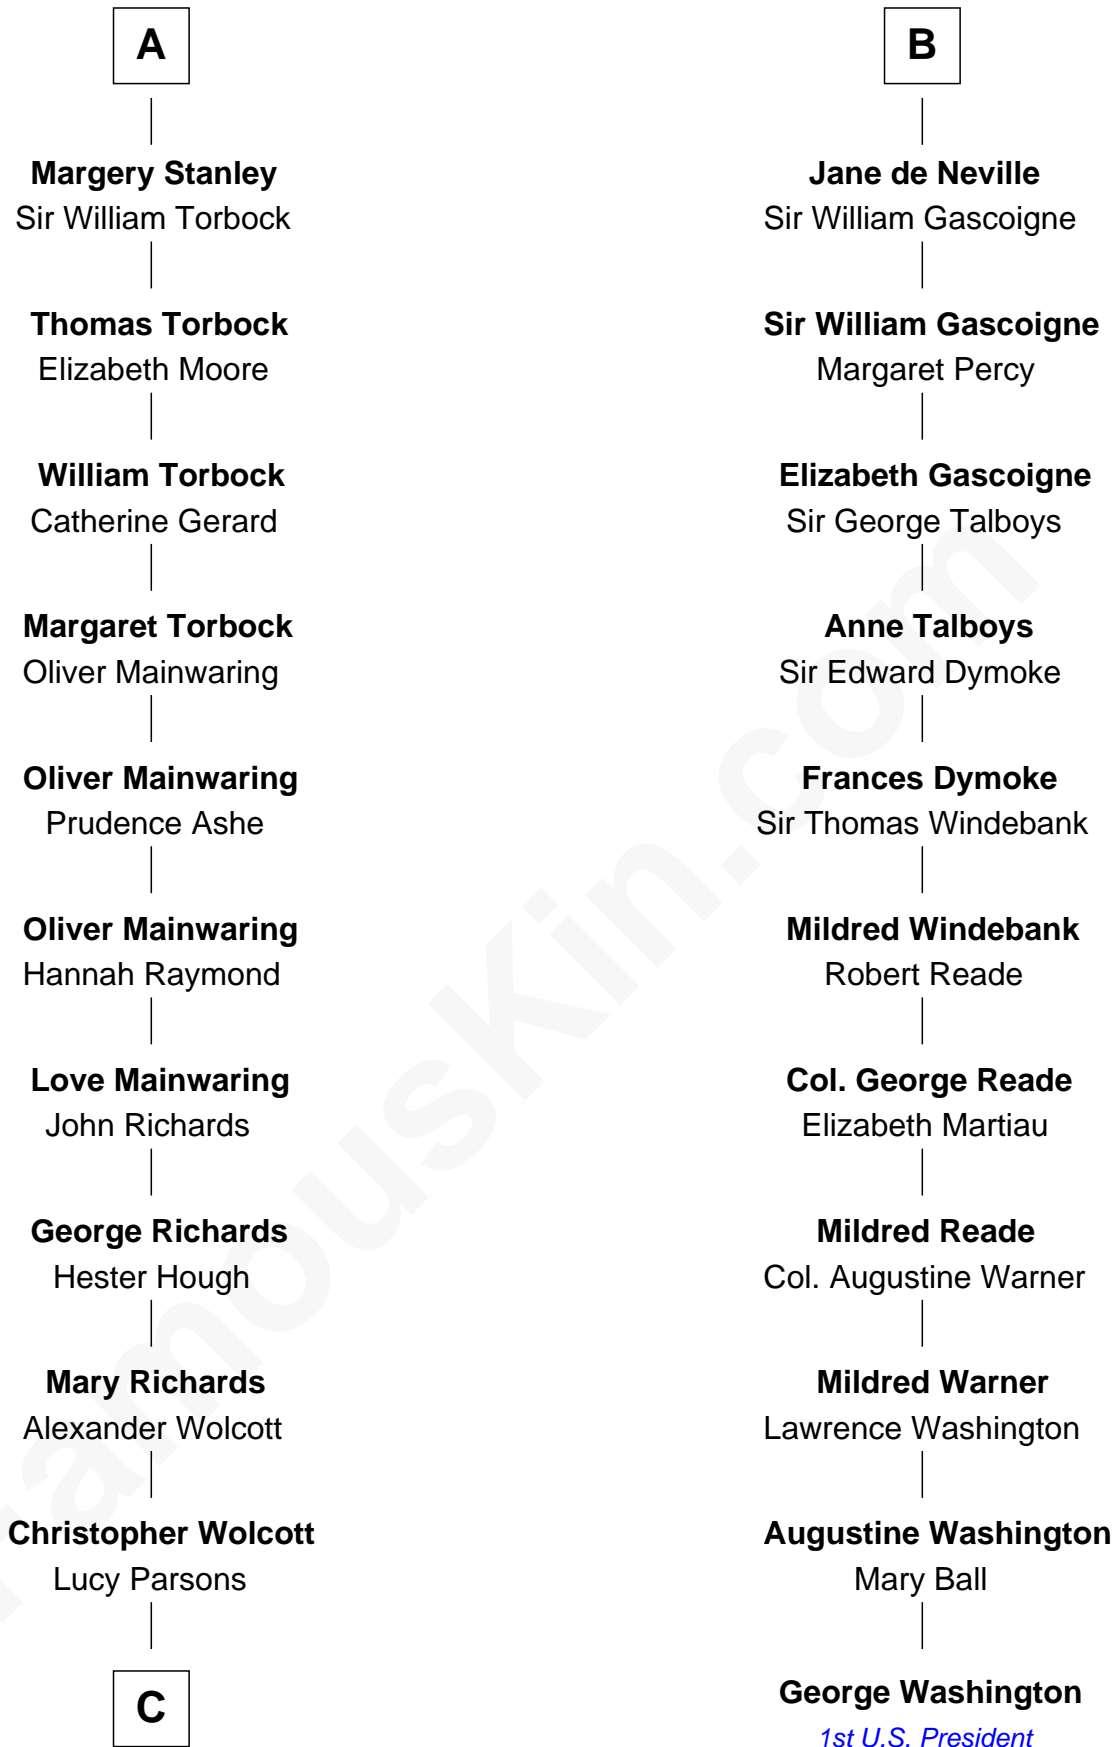 A
Margery Stanley
Sir William Torbock
Thomas Torbock
Elizabeth Moore
William Torbock
Catherine Gerard
Margaret Torbock
Oliver Mainwaring
Oliver Mainwaring
Prudence Ashe
Oliver Mainwaring
Hannah Raymond
Love Mainwaring
John Richards
George Richards
Hester Hough
Mary Richards
Alexander Wolcott
Christopher Wolcott
Lucy Parsons
C
B
Jane de Neville
Sir William Gascoigne
Sir William Gascoigne
Margaret Percy
Elizabeth Gascoigne
Sir George Talboys
Anne Talboys
Sir Edward Dymoke
Frances Dymoke
Sir Thomas Windebank
Mildred Windebank
Robert Reade
Col. George Reade
Elizabeth Martiau
Mildred Reade
Col. Augustine Warner
Mildred Warner
Lawrence Washington
Augustine Washington
Mary Ball
George Washington
1st U.S. President
FamousKin.com